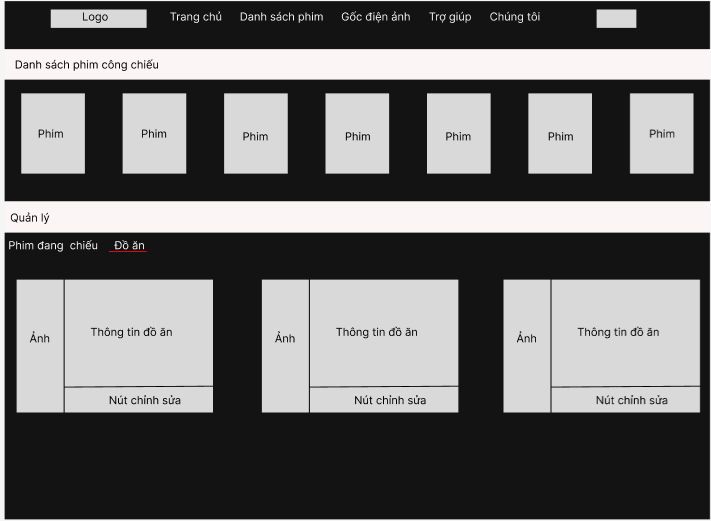 Logo Trang chủ Danh sách phim Gốc điện ảnh Trợ giúp Chúng tôi
Danh sách phim công chiếu
Phim Phim Phim Phim Phim Phim Phim
Quản lý
Phim đang chiếu Đồ ăn
Ảnh Thông tin đồ ăn Ảnh Thông tin đồ ăn Ảnh Thông tin đồ ăn
Nút chỉnh sửa Nút chỉnh sửa Nút chỉnh sửa